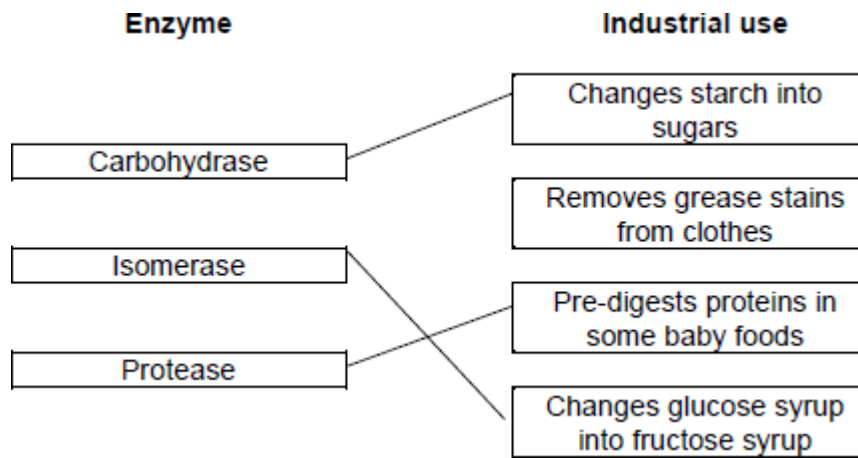 Enzyme
Industrial use
Changes starch into
sugars
Carbohydrase
Removes grease stains
from clothes
Isomerase
Pre-digests proteins in
some baby foods
Protease
Changes glucose syrup
into fructose syrup